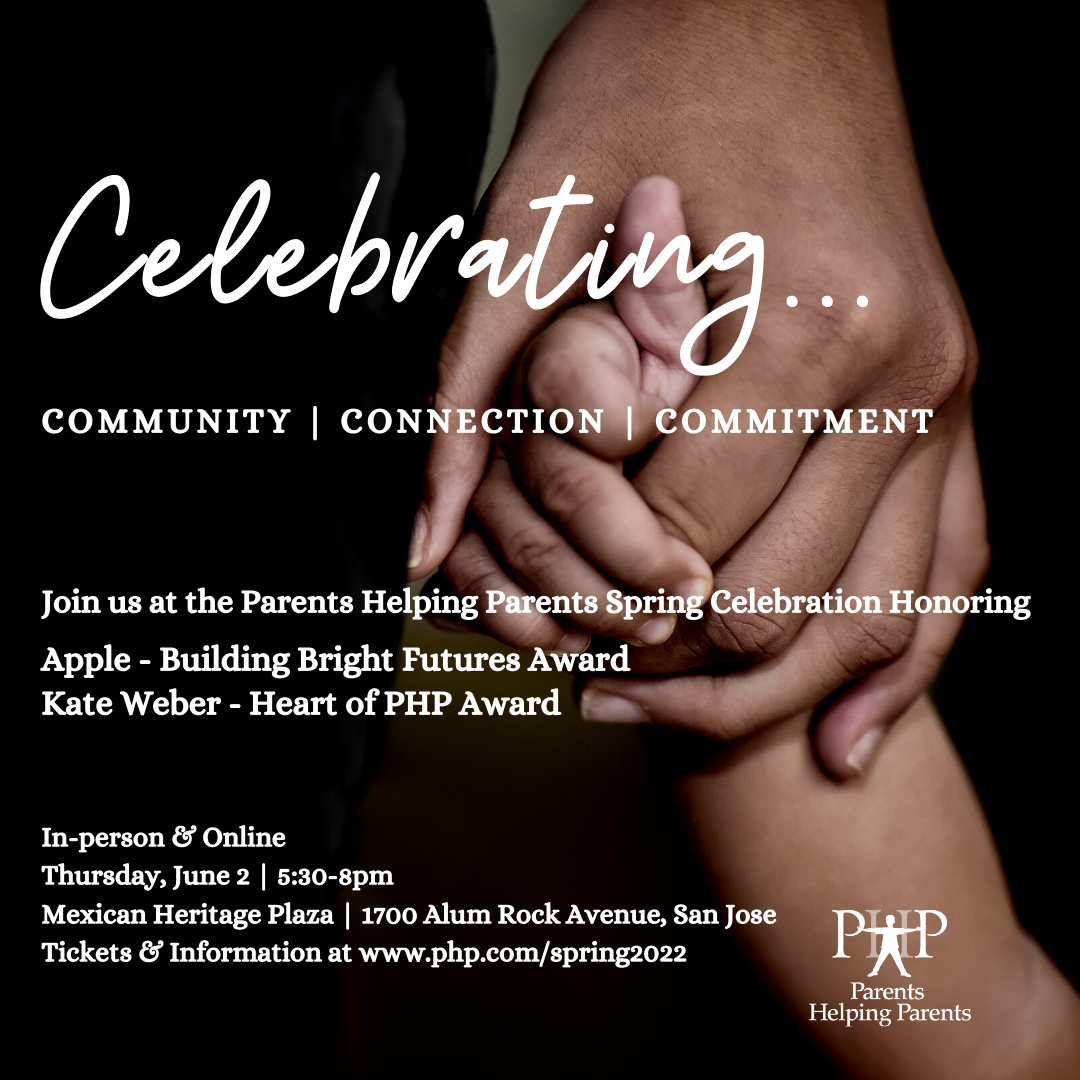 Celebrating...
COMMUNITY | CONNECTION | COMMITMENT
Join us at the Parents Helping Parents Spring Celebration Honoring
Apple - Building Bright Futures Award
Kate Weber - Heart of PHP Award
In-person & Online
Thursday, June 2 | 5:30-8pm
Mexican Heritage Plaza | 1700 Alum Rock Avenue, San Jose
Tickets & Information at www.php.com/spring2022
PHP
Parents
Helping Parents